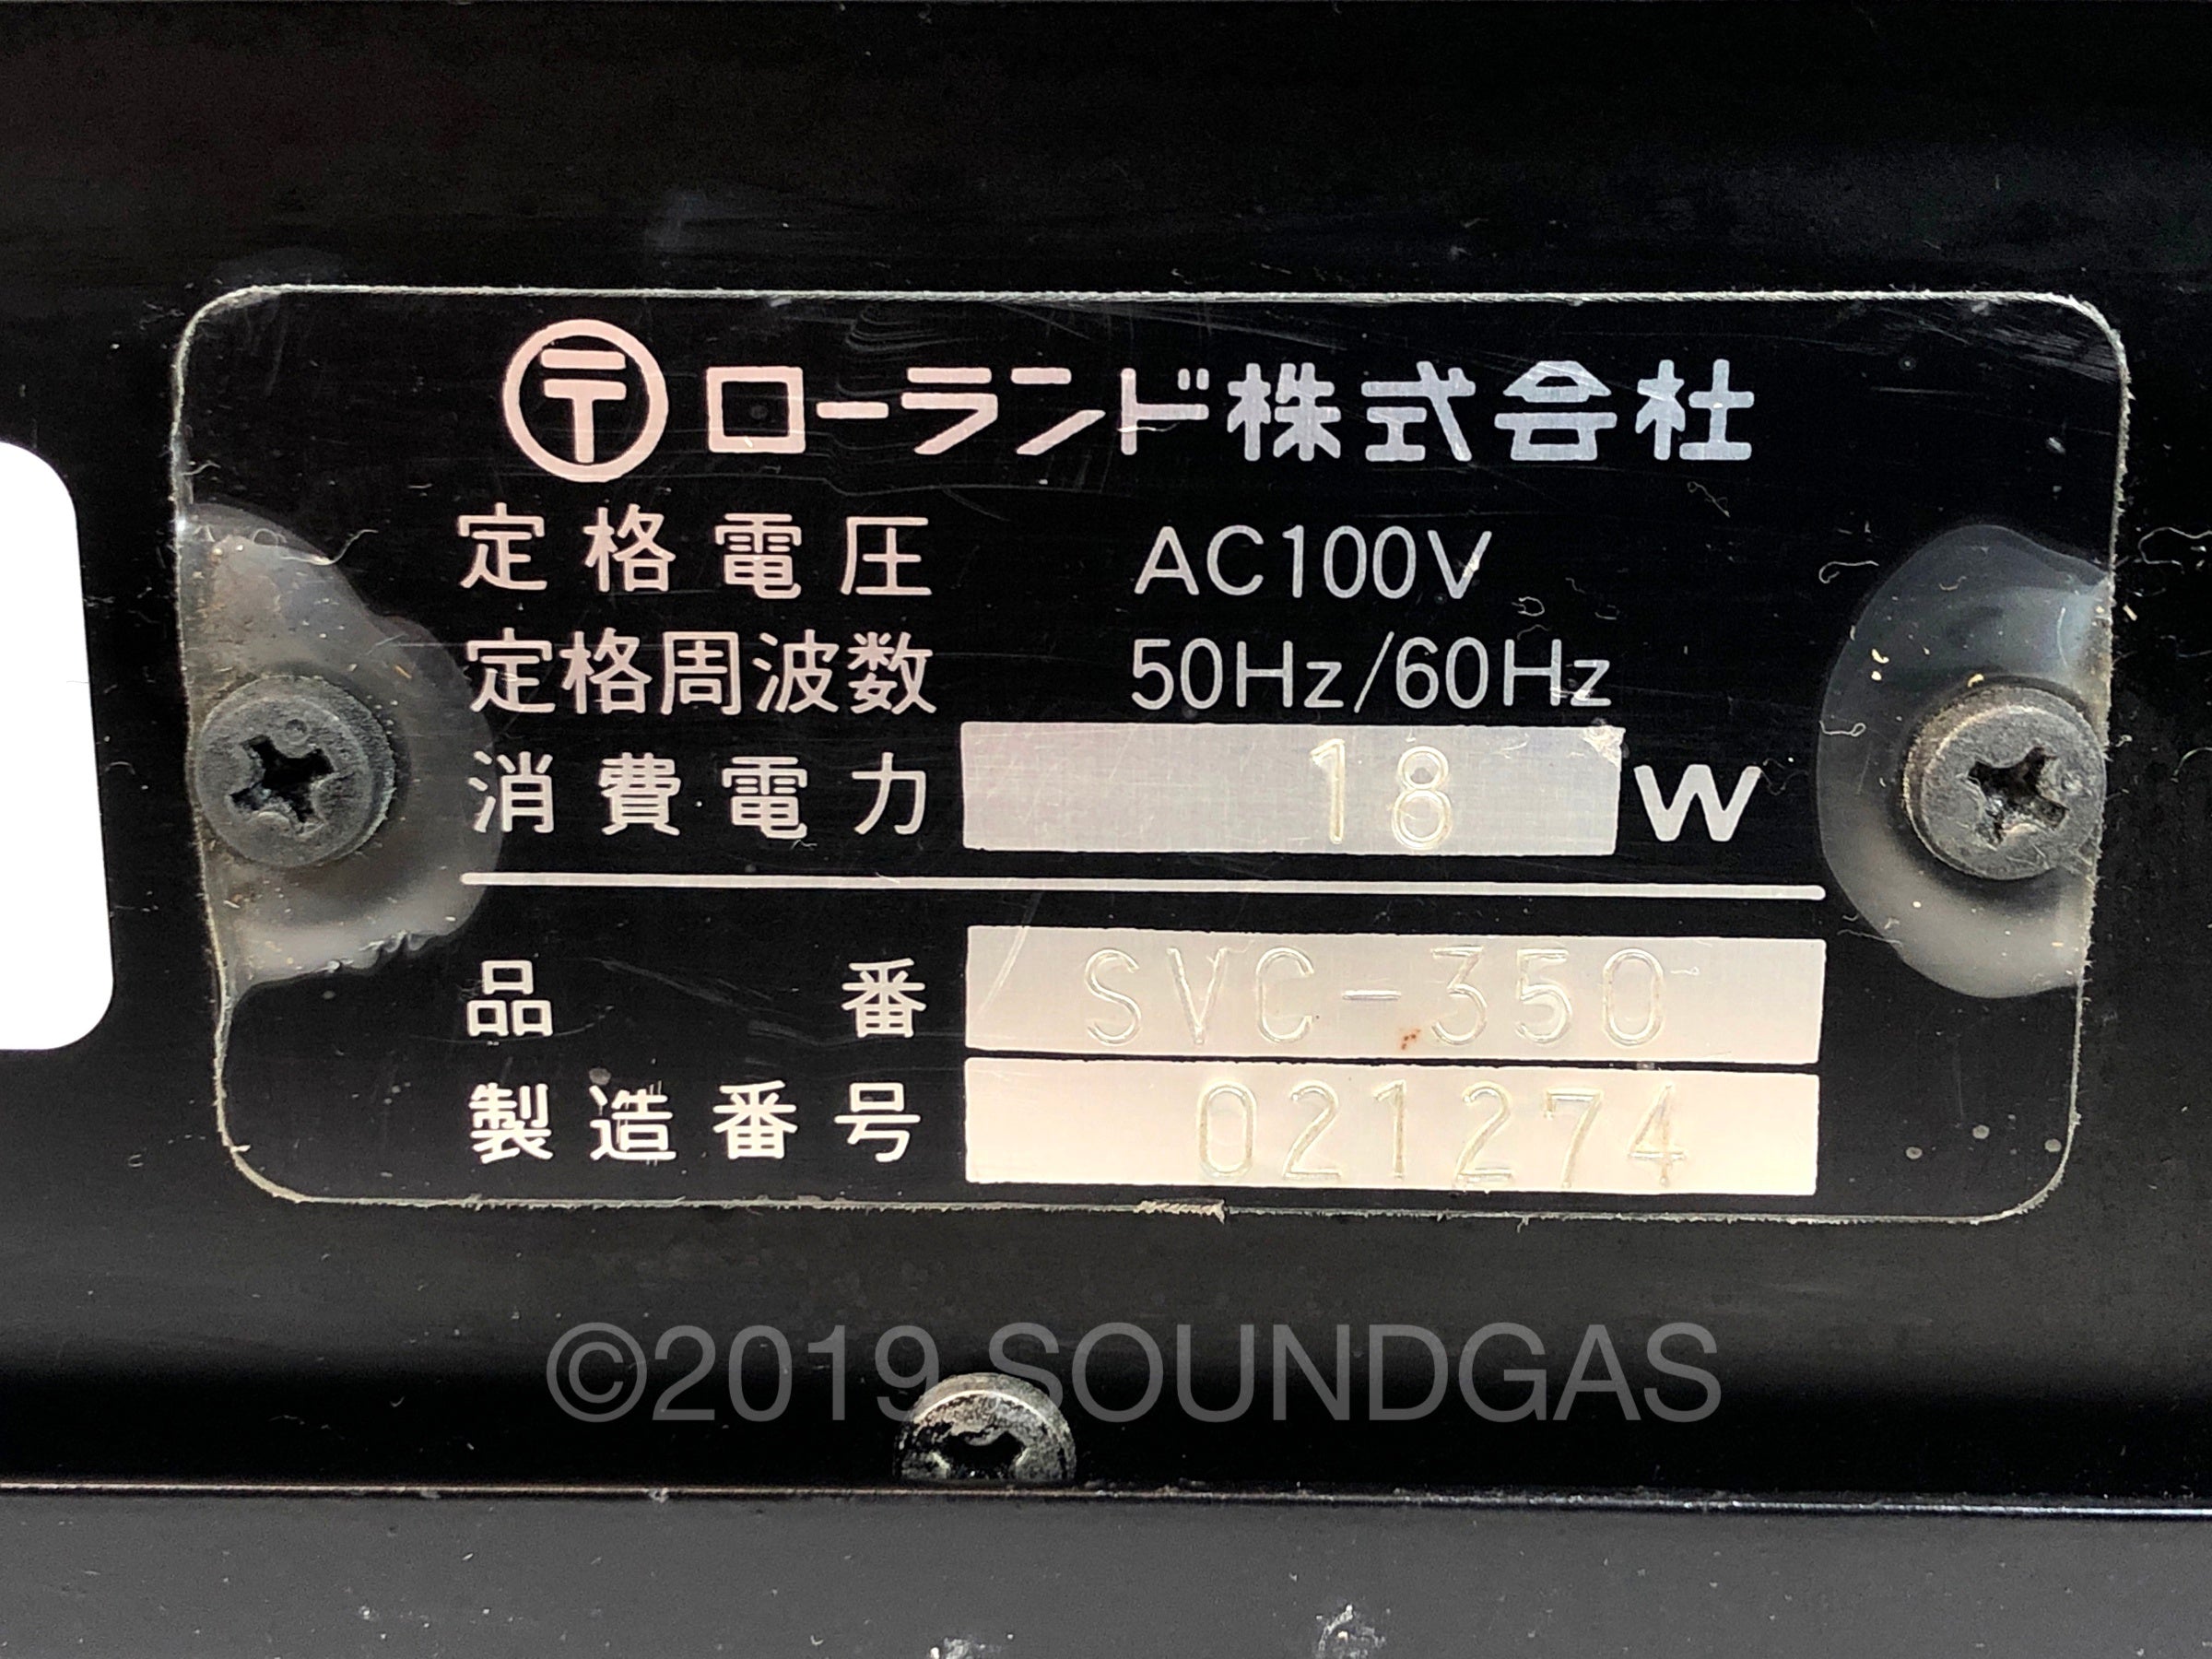 〒 ローランド株式会社
定格電圧 AC100V
定格周波数 50Hz/60Hz
消費電力 18 W
品番 SVC-350
製造番号 021274
©2019 SOUNDGAS